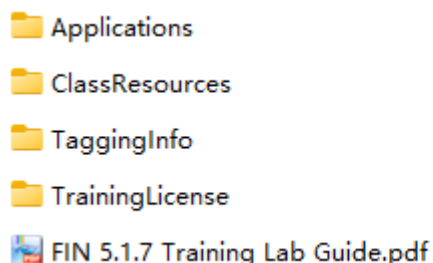 Applications
ClassResources
TaggingInfo
TrainingLicense
FIN 5.1.7 Training Lab Guide.pdf